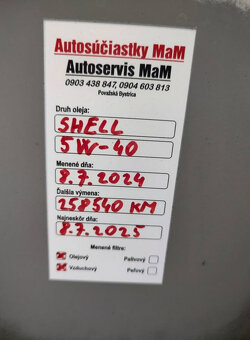 Autosúčiastky MaM
Autoservis MaM
0903 438 847, 0904 603 813
Považská Bystrica
Druh oleja:
SHELL
5W-40
Menené dňa:
8.7.2024
Ďalšia výmena:
258540 KM
Najneskôr dňa:
8.7.2025
Menené filtre:
Olejový Palivový
Vzduchový Peľový